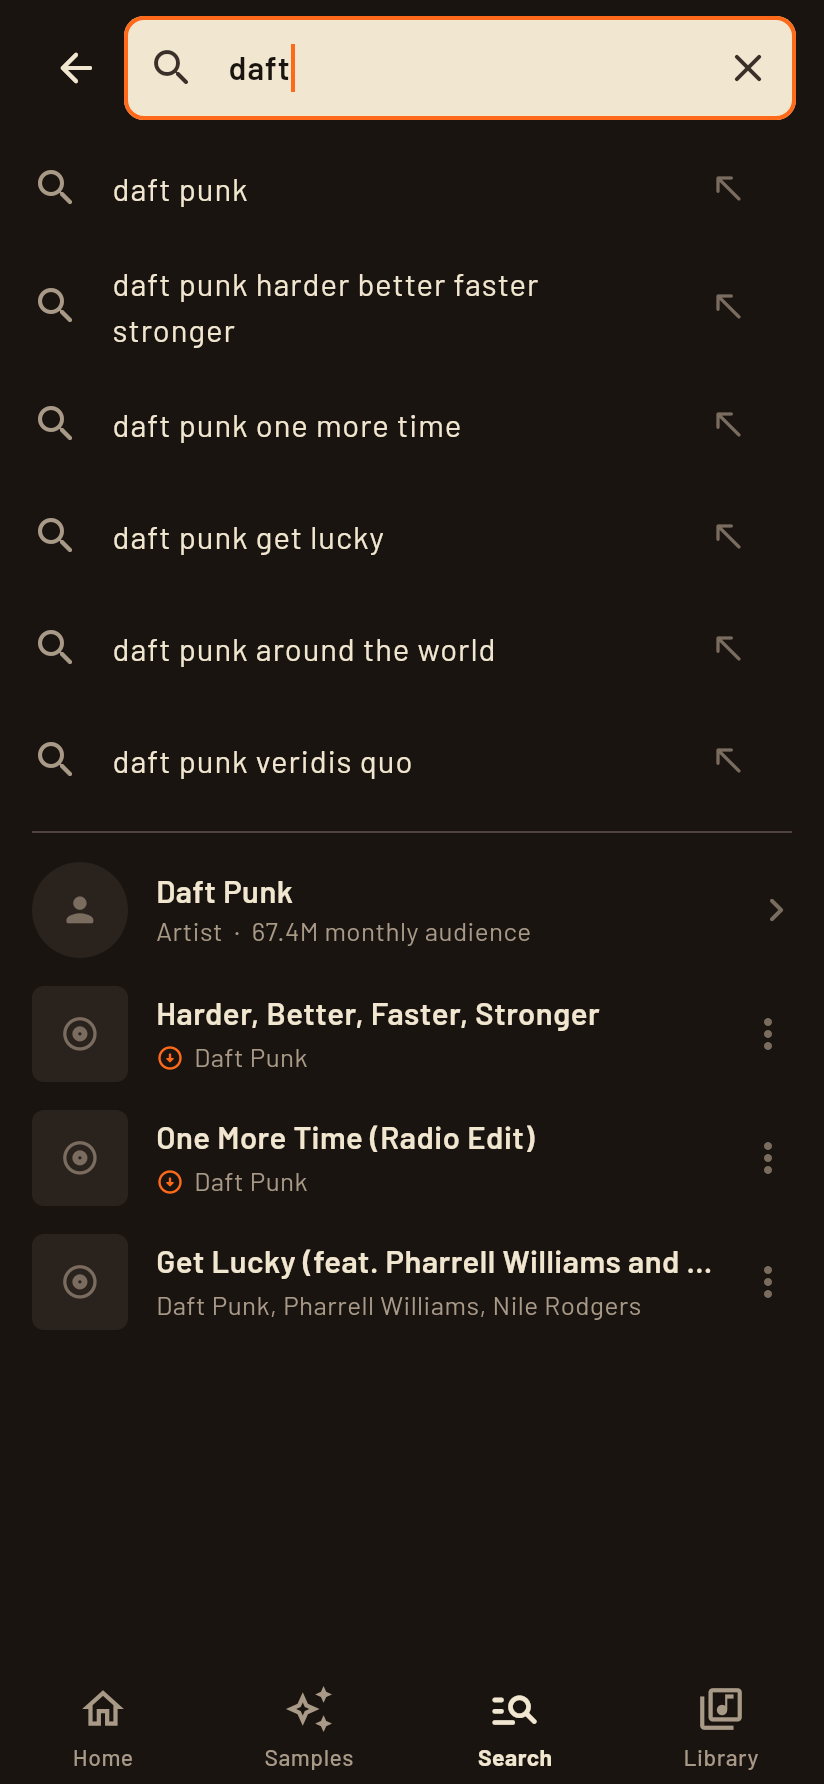 daft
daft punk
daft punk harder better faster
stronger
daft punk one more time
daft punk get lucky
daft punk around the world
daft punk veridis quo
Daft Punk
Artist · 67.4M monthly audience
Harder, Better, Faster, Stronger
Daft Punk
One More Time (Radio Edit)
Daft Punk
Get Lucky (feat. Pharrell Williams and ...
Daft Punk, Pharrell Williams, Nile Rodgers
Home
Samples
Search
Library